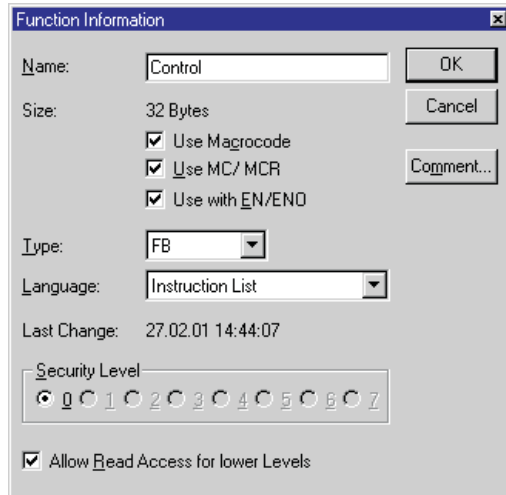 Function Information
Name: Control OK
Size: 32 Bytes Cancel
Use Macrocode
Use MC/ MCR Comment...
Use with EN/ENO
Type: FB
Language: Instruction List
Last Change: 27.02.01 14:44:07
Security Level
0 1 2 3 4 5 6 7
Allow Read Access for lower Levels